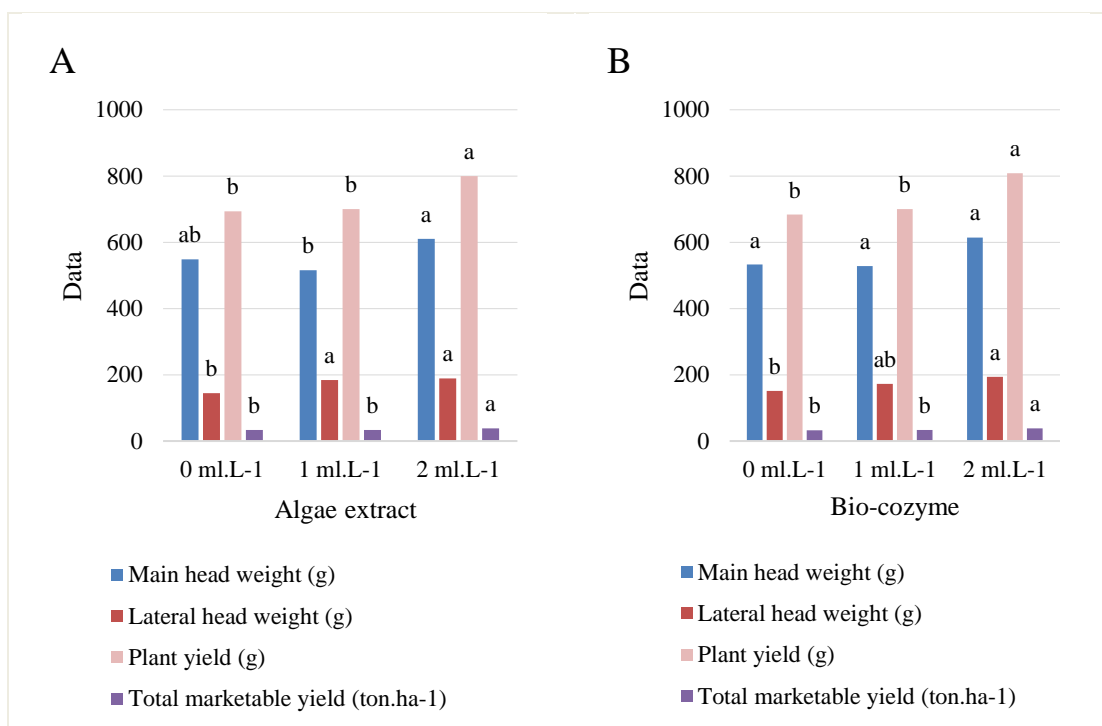 A
1000
800
600
400
200
0
Data
ab
b
b
b
b
a
b
b
a
a
a
a
0 ml.L-1 1 ml.L-1 2 ml.L-1
Algae extract
Main head weight (g)
Lateral head weight (g)
Plant yield (g)
Total marketable yield (ton.ha-1)
B
1000
800
600
400
200
0
Data
a
b
b
b
a
ab
b
b
a
a
a
a
0 ml.L-1 1 ml.L-1 2 ml.L-1
Bio-cozyme
Main head weight (g)
Lateral head weight (g)
Plant yield (g)
Total marketable yield (ton.ha-1)